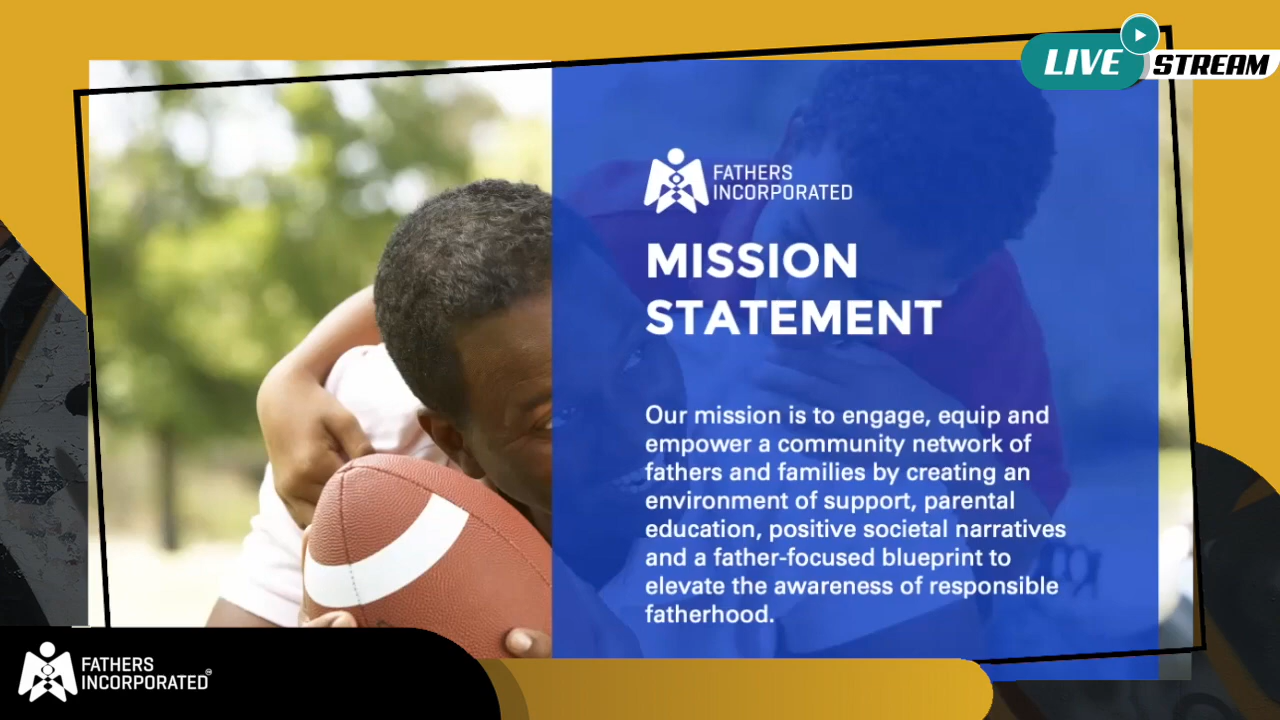 LIVE STREAM
FATHERS
INCORPORATED
MISSION
STATEMENT
Our mission is to engage, equip and
empower a community network of
fathers and families by creating an
environment of support, parental
education, positive societal narratives
and a father-focused blueprint to
elevate the awareness of responsible
fatherhood.
FATHERS
INCORPORATED